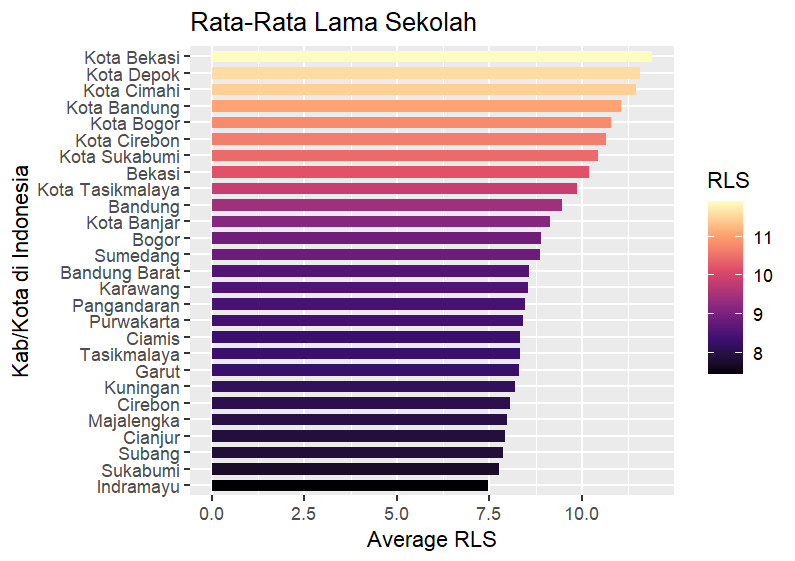 Rata-Rata Lama Sekolah
Kab/Kota di Indonesia
Kota Bekasi
Kota Depok
Kota Cimahi
Kota Bandung
Kota Bogor
Kota Cirebon
Kota Sukabumi
Bekasi
Kota Tasikmalaya
Bandung
Kota Banjar
Bogor
Sumedang
Bandung Barat
Karawang
Pangandaran
Purwakarta
Ciamis
Tasikmalaya
Garut
Kuningan
Cirebon
Majalengka
Cianjur
Subang
Sukabumi
Indramayu
0.0 2.5 5.0 7.5 10.0
Average RLS
RLS
11
10
9
8